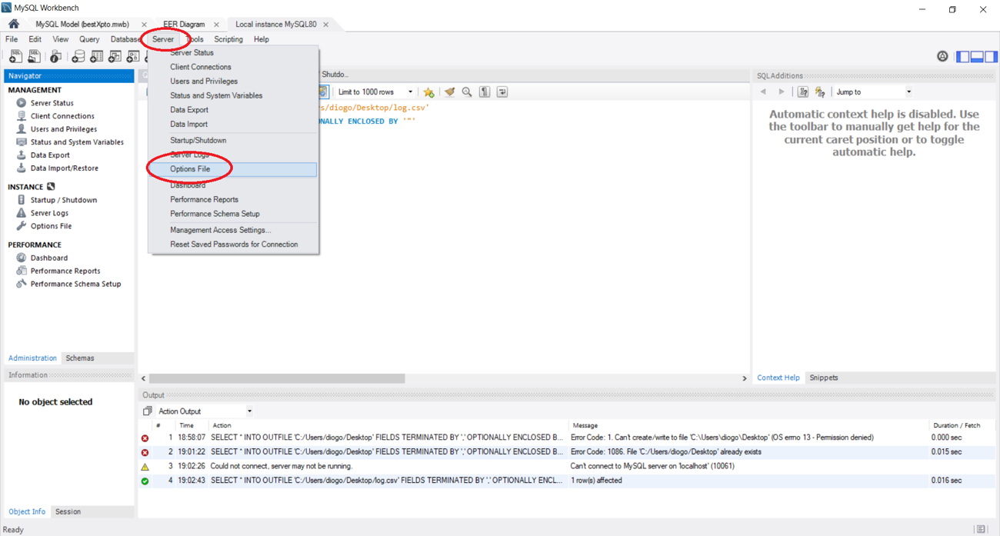 MySQL Workbench
MySQL Model (bestXpto.mwb)
EER Diagram
Local instance MySQL80
File Edit View Query Database Server Tools Scripting Help
Navigator
MANAGEMENT
Server Status
Client Connections
Users and Privileges
Status and System Variables
Data Export
Data Import/Restore
INSTANCE
Startup / Shutdown
Server Logs
Options File
PERFORMANCE
Dashboard
Performance Reports
Performance Schema Setup
Administration Schemas
Information
No object selected
Object Info Session
Server Status
Client Connections
Users and Privileges
Status and System Variables
Data Export
Data Import
Startup/Shutdown
Server Logs
Options File
Dashboard
Performance Reports
Performance Schema Setup
Management Access Settings...
Reset Saved Passwords for Connection
Shutdo...
Limit to 1000 rows
s/diogo/Desktop/log.csv'
NALLY ENCLOSED BY '"'
SQLAdditions
Jump to
Automatic context help is disabled. Use
the toolbar to manually get help for the
current caret position or to toggle
automatic help.
Context Help Snippets
Output
Action Output
# Time Action Message Duration / Fetch
1 18:58:07 SELECT * INTO OUTFILE 'C:/Users/diogo/Desktop' FIELDS TERMINATED BY ',' OPTIONALLY ENCLOSED B... Error Code: 1. Can't create/write to file 'C:\Users\diogo\Desktop' (OS errno 13 - Permission denied) 0.000 sec
2 19:01:22 SELECT * INTO OUTFILE 'C:/Users/diogo/Desktop' FIELDS TERMINATED BY ',' OPTIONALLY ENCLOSED B... Error Code: 1086. File 'C:/Users/diogo/Desktop' already exists 0.015 sec
3 19:02:26 Could not connect, server may not be running. Can't connect to MySQL server on 'localhost' (10061)
4 19:02:43 SELECT * INTO OUTFILE 'C:/Users/diogo/Desktop/log.csv' FIELDS TERMINATED BY ',' OPTIONALLY ENCL... 1 row(s) affected 0.016 sec
Ready